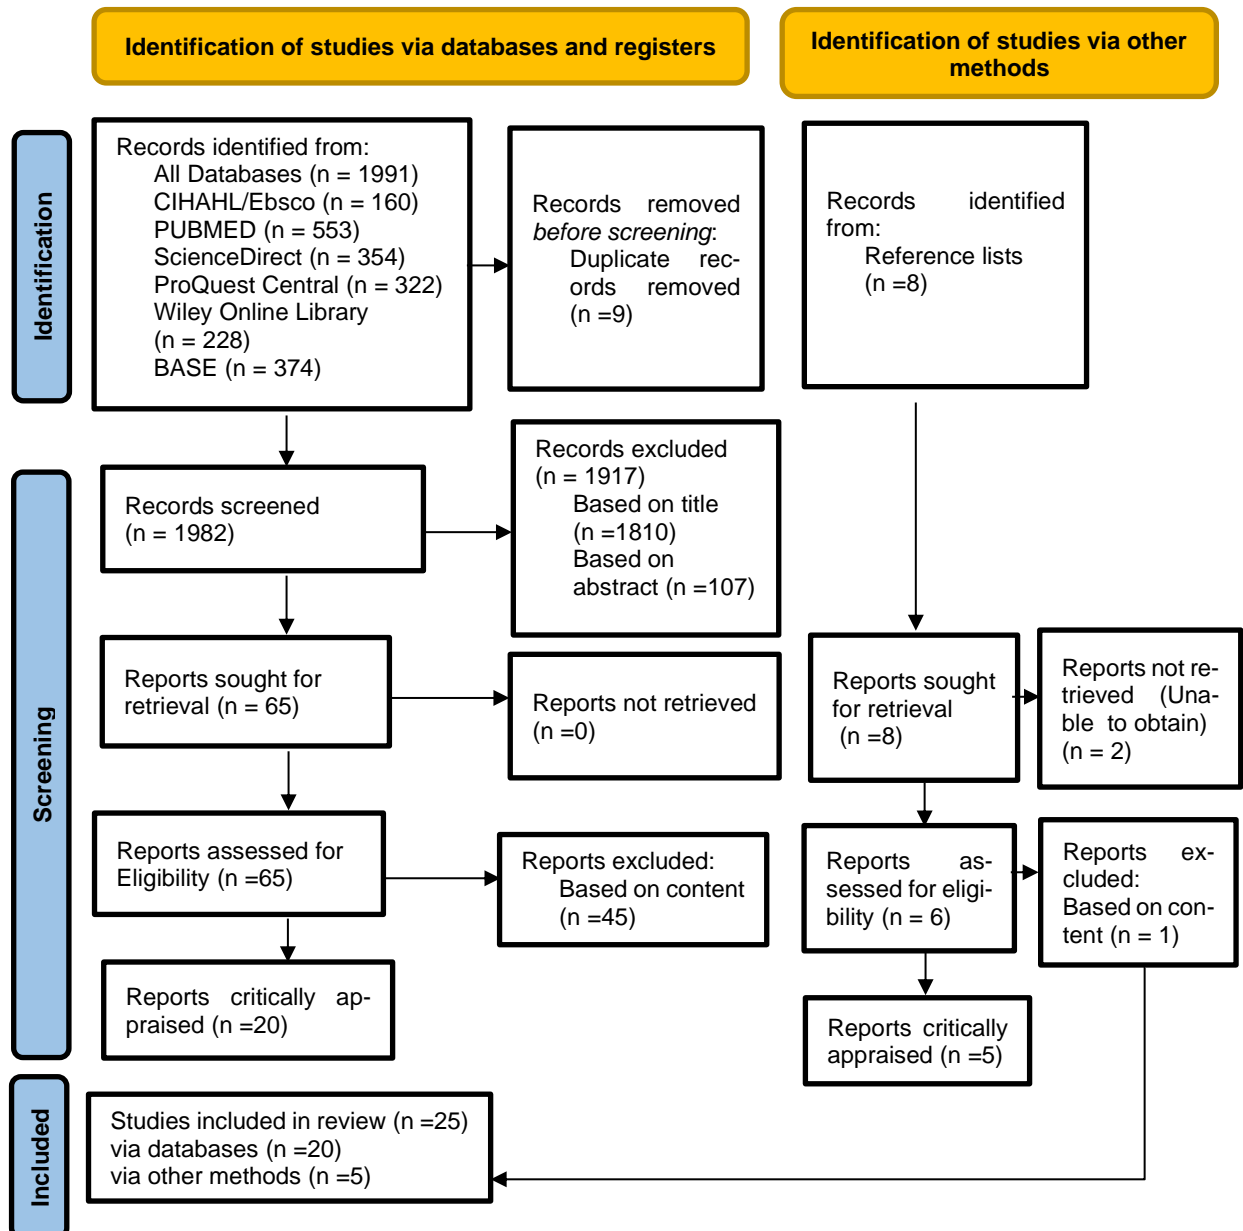 Identification of studies via databases and registers
Identification of studies via other
methods
Identification
Records identified from:
All Databases (n = 1991)
CIHAHL/Ebsco (n = 160)
PUBMED (n = 553)
ScienceDirect (n = 354)
ProQuest Central (n = 322)
Wiley Online Library
(n = 228)
BASE (n = 374)
Records removed
before screening:
Duplicate rec-
ords removed
(n =9)
Records identified
from:
Reference lists
(n =8)
Screening
Records screened
(n = 1982)
Records excluded
(n = 1917)
Based on title
(n =1810)
Based on
abstract (n =107)
Reports sought for
retrieval (n = 65)
Reports not retrieved
(n =0)
Reports sought
for retrieval
(n =8)
Reports not re-
trieved (Una-
ble to obtain)
(n = 2)
Reports assessed for
Eligibility (n =65)
Reports excluded:
Based on content
(n =45)
Reports as-
sessed for eligi-
bility (n = 6)
Reports ex-
cluded:
Based on con-
tent (n = 1)
Reports critically ap-
praised (n =20)
Reports critically
appraised (n =5)
Included
Studies included in review (n =25)
via databases (n =20)
via other methods (n =5)